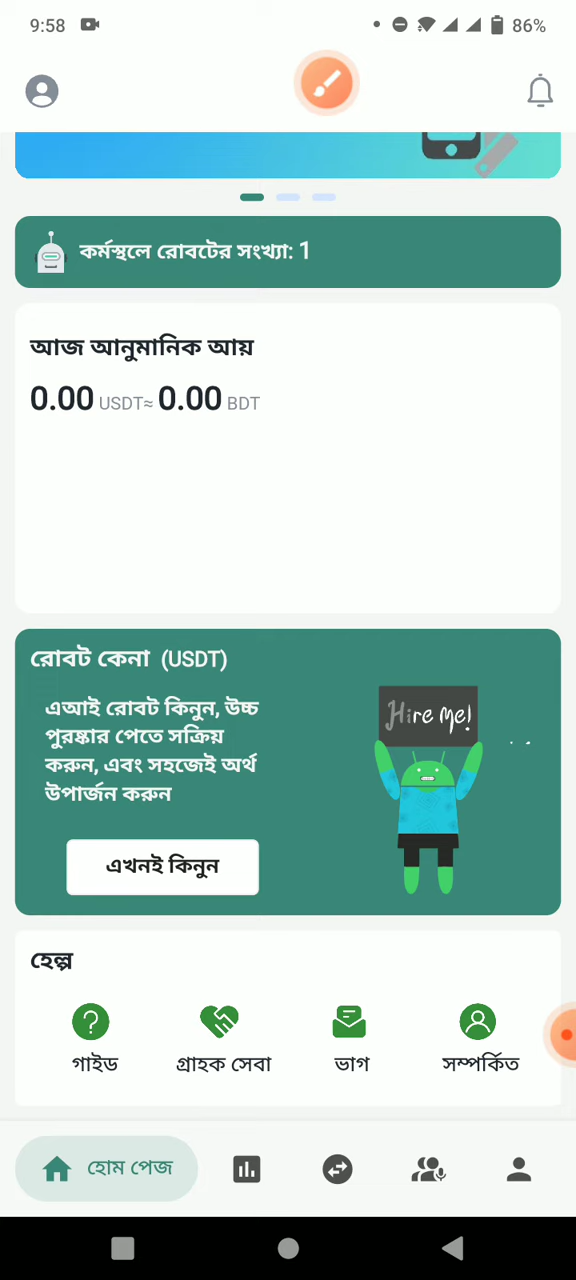 9:58
86%
কর্মস্থলে রোবটের সংখ্যা: 1
আজ আনুমানিক আয়
0.00 USDT≈ 0.00 BDT
রোবট কেনা (USDT)
এআই রোবট কিনুন, উচ্চ
পুরষ্কার পেতে সক্রিয়
করুন, এবং সহজেই অর্থ
উপার্জন করুন
Hire Me!
এখনই কিনুন
হেল্প
গাইড
গ্রাহক সেবা
ভাগ
সম্পর্কিত
হোম পেজ